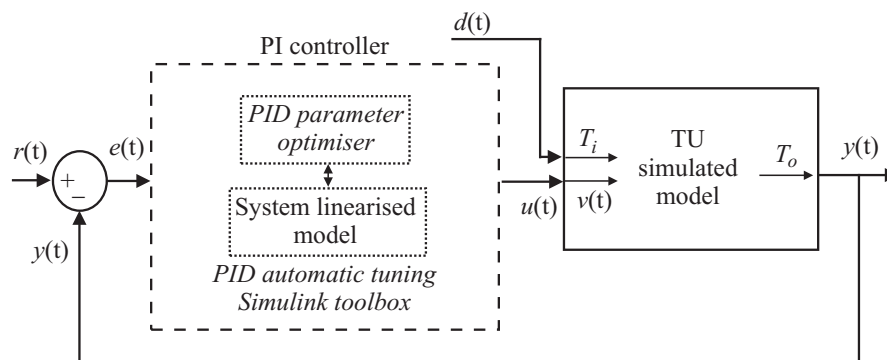 d(t)
PI controller
PID parameter
optimiser
r(t)
e(t)
+
−
System linearised
model
y(t)
PID automatic tuning
Simulink toolbox
u(t)
T_i
v(t)
TU
simulated
model
T_o
y(t)